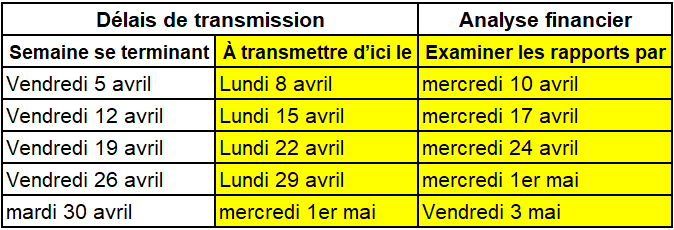 Délais de transmission Analyse financier
Semaine se terminant À transmettre d’ici le Examiner les rapports par
Vendredi 5 avril Lundi 8 avril mercredi 10 avril
Vendredi 12 avril Lundi 15 avril mercredi 17 avril
Vendredi 19 avril Lundi 22 avril mercredi 24 avril
Vendredi 26 avril Lundi 29 avril mercredi 1er mai
mardi 30 avril mercredi 1er mai Vendredi 3 mai